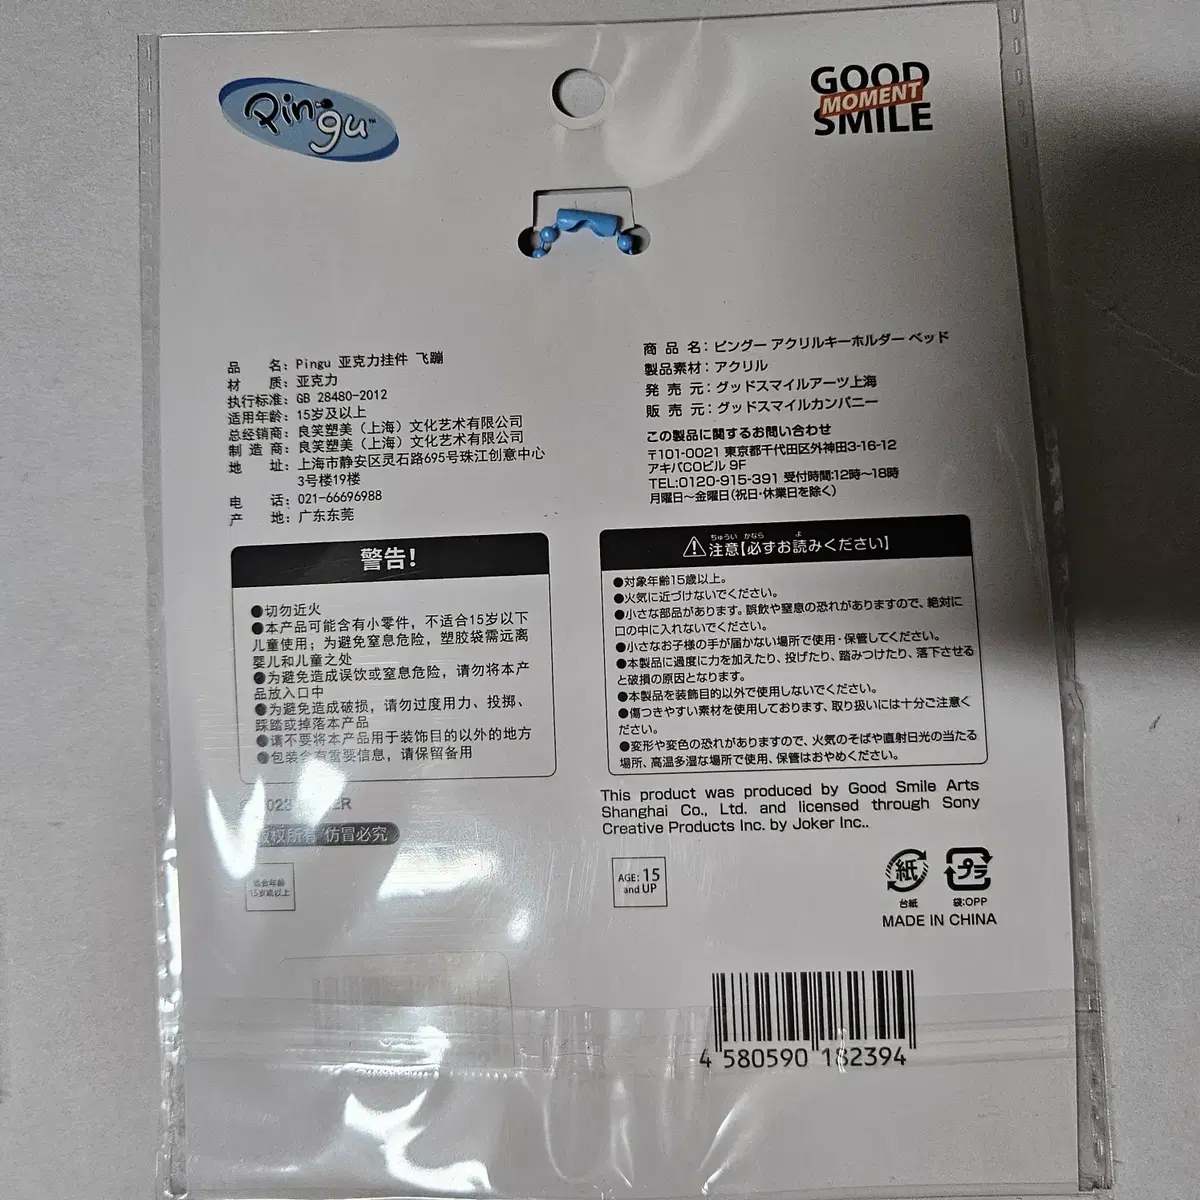 Pingu™
GOOD
MOMENT
SMILE
品　名：Pingu 亚克力挂件 飞蹦
材　质：亚克力
执行标准：GB 28480-2012
适用年龄：15岁及以上
总经销商：良笑塑美（上海）文化艺术有限公司
制 造 商：良笑塑美（上海）文化艺术有限公司
地　址：上海市静安区灵石路695号珠江创意中心
3号楼19楼
电　话：021-66696988
产　地：广东东莞
警告！
●切勿近火
●本产品可能含有小零件，不适合15岁以下
儿童使用；为避免窒息危险，塑胶袋需远离
婴儿和儿童之处
●为避免造成误饮或窒息危险，请勿将本产
品放入口中
●为避免造成破损，请勿过度用力、投掷、
踩踏或掉落本产品
●请不要将本产品用于装饰目的以外的地方
●包装含有重要信息，请保留备用
版权所有 仿冒必究
适合年龄
15岁或以上
商 品 名：ピングー アクリルキーホルダー ベッド
製品素材：アクリル
発 売 元：グッドスマイルアーツ上海
販 売 元：グッドスマイルカンパニー
この製品に関するお問い合わせ
〒101-0021 東京都千代田区外神田3-16-12
アキバCOビル 9F
TEL:0120-915-391 受付時間:12時～18時
月曜日～金曜日(祝日・休業日を除く)
ちゅうい かなら よ
注意【必ずお読みください】
●対象年齢15歳以上。
●火気に近づけないでください。
●小さな部品があります。誤飲や窒息の恐れがありますので、絶対に
口の中に入れないでください。
●小さなお子様の手が届かない場所で使用・保管してください。
●本製品に過度に力を加えたり、投げたり、踏みつけたり、落下させる
と破損の原因となります。
●本製品を装飾目的以外で使用しないでください。
●傷つきやすい素材を使用しております、取り扱いには十分ご注意く
ださい。
●変形や変色の恐れがありますので、火気のそばや直射日光の当たる
場所、高温多湿な場所で使用、保管はおやめください。
This product was produced by Good Smile Arts
Shanghai Co., Ltd. and licensed through Sony
Creative Products Inc. by Joker Inc..
AGE: 15
and UP
紙
台紙
プラ
袋:OPP
MADE IN CHINA
4 580590 182394